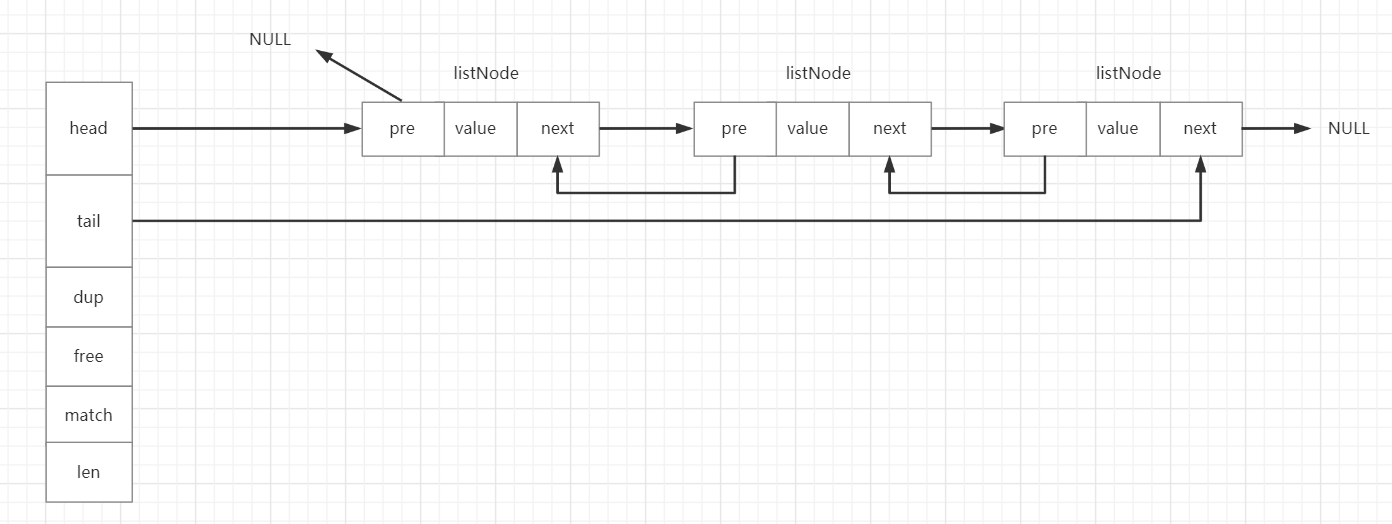 NULL
listNode
listNode
listNode
head
pre value next
pre value next
pre value next
NULL
tail
dup
free
match
len